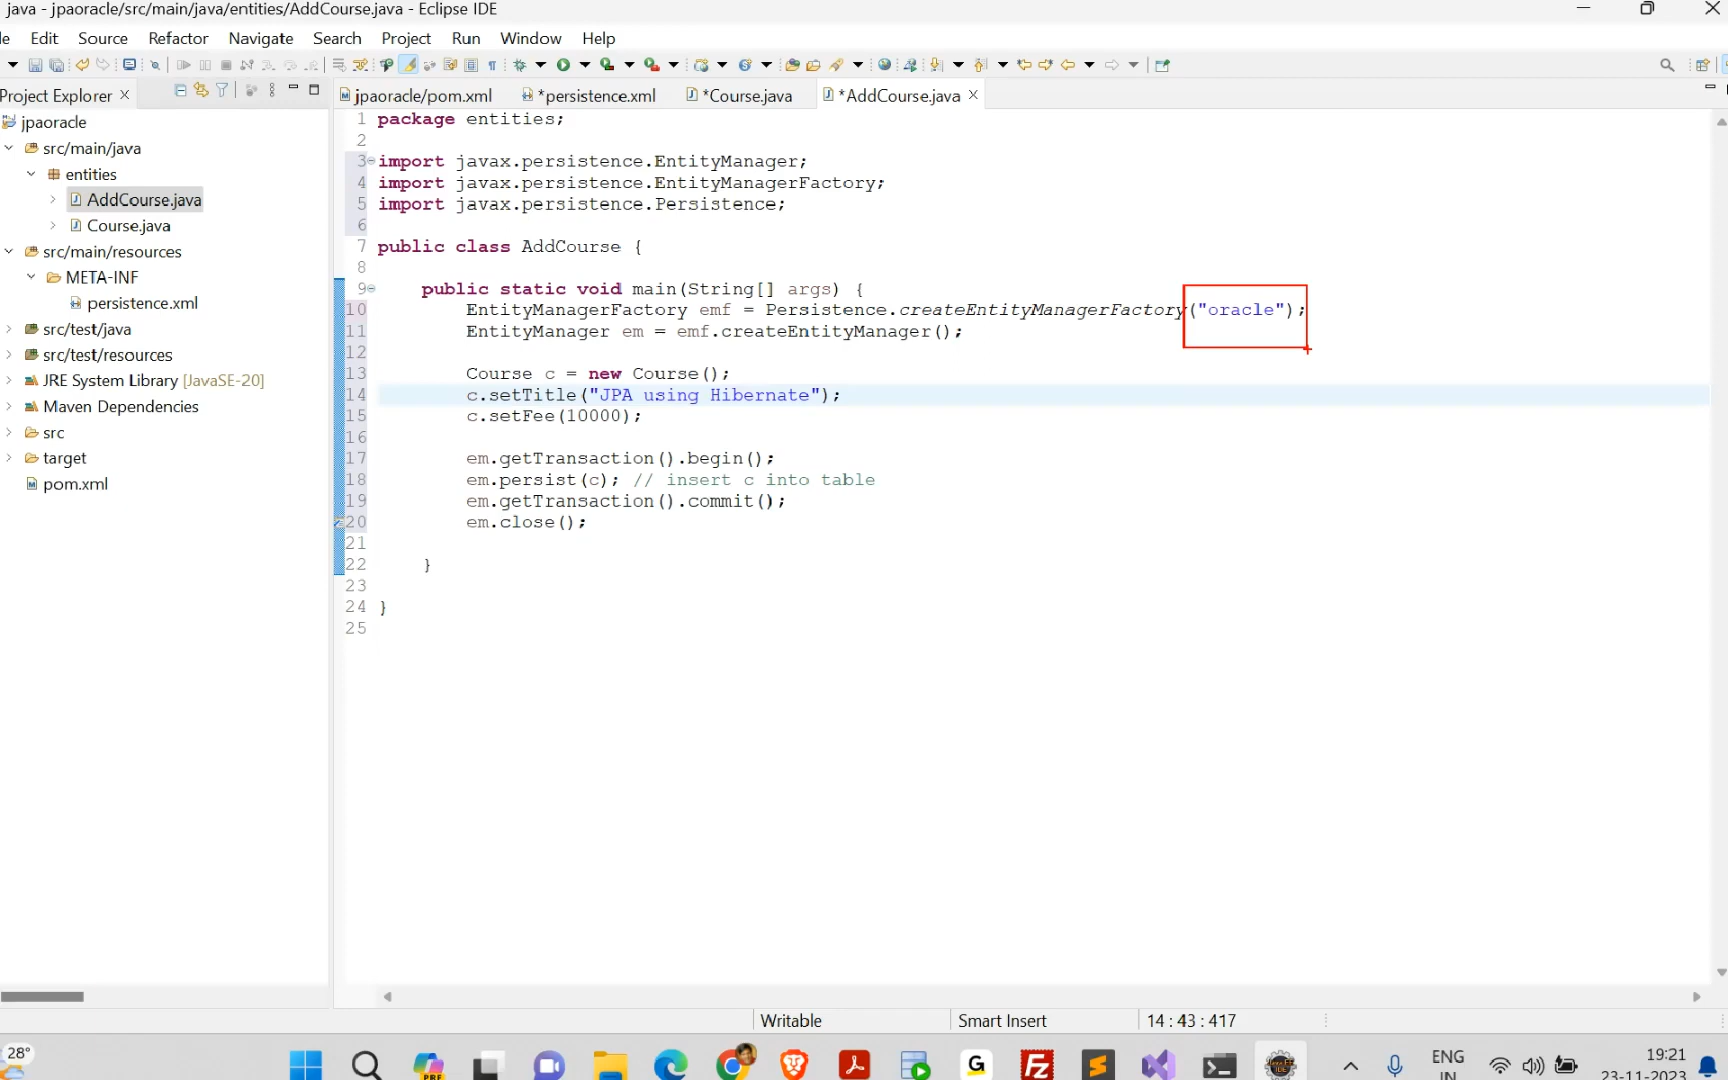 java - jpaoracle/src/main/java/entities/AddCourse.java - Eclipse IDE
le Edit Source Refactor Navigate Search Project Run Window Help
Project Explorer
jpaoracle/pom.xml *persistence.xml *Course.java *AddCourse.java
jpaoracle
src/main/java
entities
AddCourse.java
Course.java
src/main/resources
META-INF
persistence.xml
src/test/java
src/test/resources
JRE System Library [JavaSE-20]
Maven Dependencies
src
target
pom.xml
1 package entities;
2
3 import javax.persistence.EntityManager;
4 import javax.persistence.EntityManagerFactory;
5 import javax.persistence.Persistence;
6
7 public class AddCourse {
8
9 public static void main(String[] args) {
10 EntityManagerFactory emf = Persistence.createEntityManagerFactory("oracle");
11 EntityManager em = emf.createEntityManager();
12
13 Course c = new Course();
14 c.setTitle("JPA using Hibernate");
15 c.setFee(10000);
16
17 em.getTransaction().begin();
18 em.persist(c); // insert c into table
19 em.getTransaction().commit();
20 em.close();
21
22 }
23
24 }
25
Writable Smart Insert 14 : 43 : 417
28°
PRE
G
Fz
IDE
ENG
IN
19:21
23-11-2023